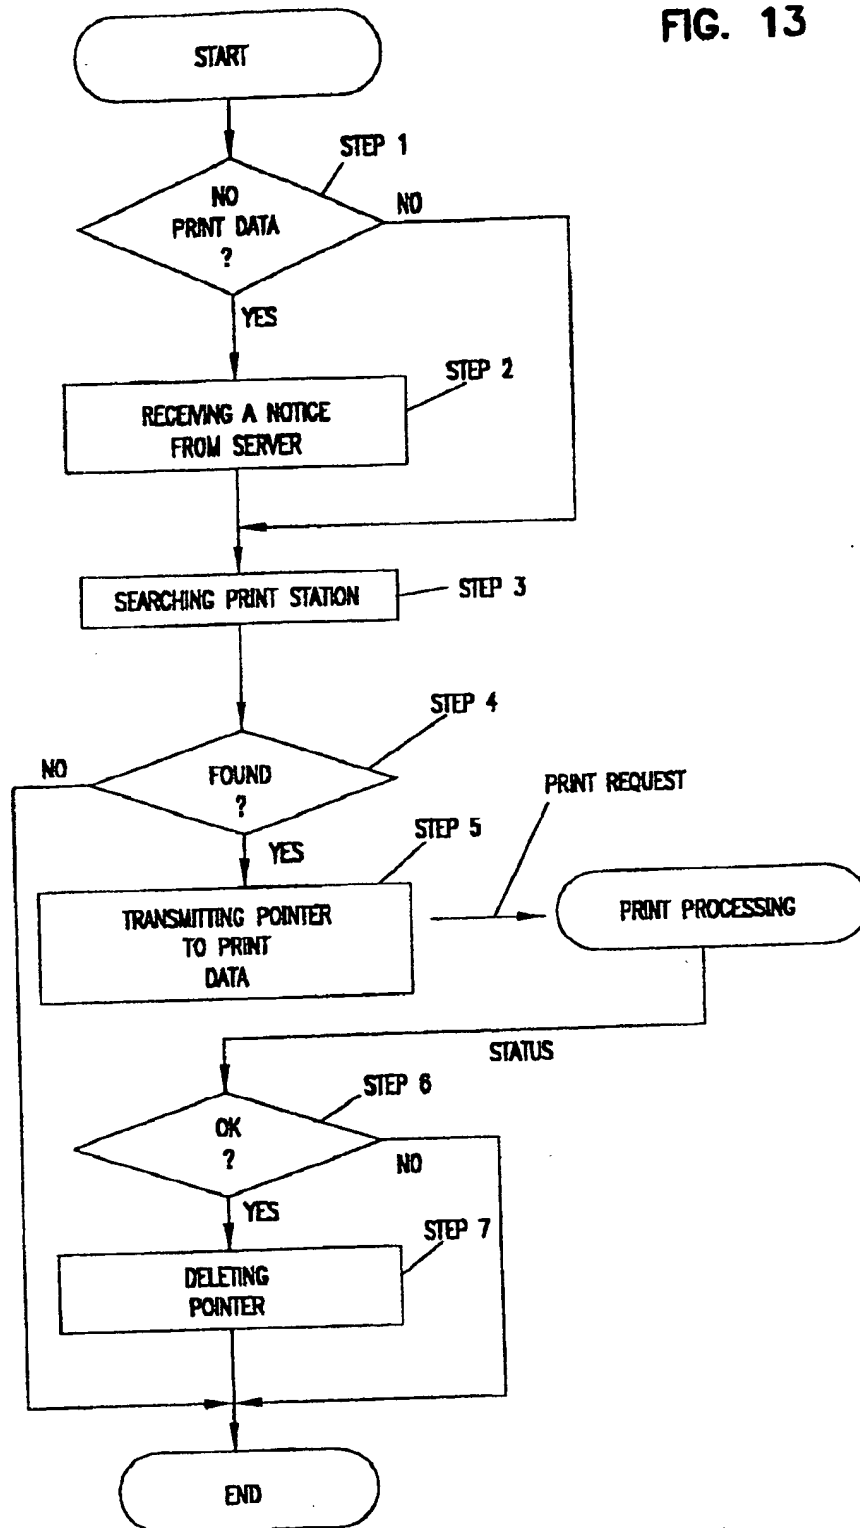 FIG. 13
START
STEP 1
NO
PRINT DATA
?
NO
YES
STEP 2
RECEIVING A NOTICE
FROM SERVER
SEARCHING PRINT STATION
STEP 3
STEP 4
NO
FOUND
?
PRINT REQUEST
STEP 5
YES
TRANSMITTING POINTER
TO PRINT
DATA
PRINT PROCESSING
STATUS
STEP 6
OK
?
NO
YES
STEP 7
DELETING
POINTER
END